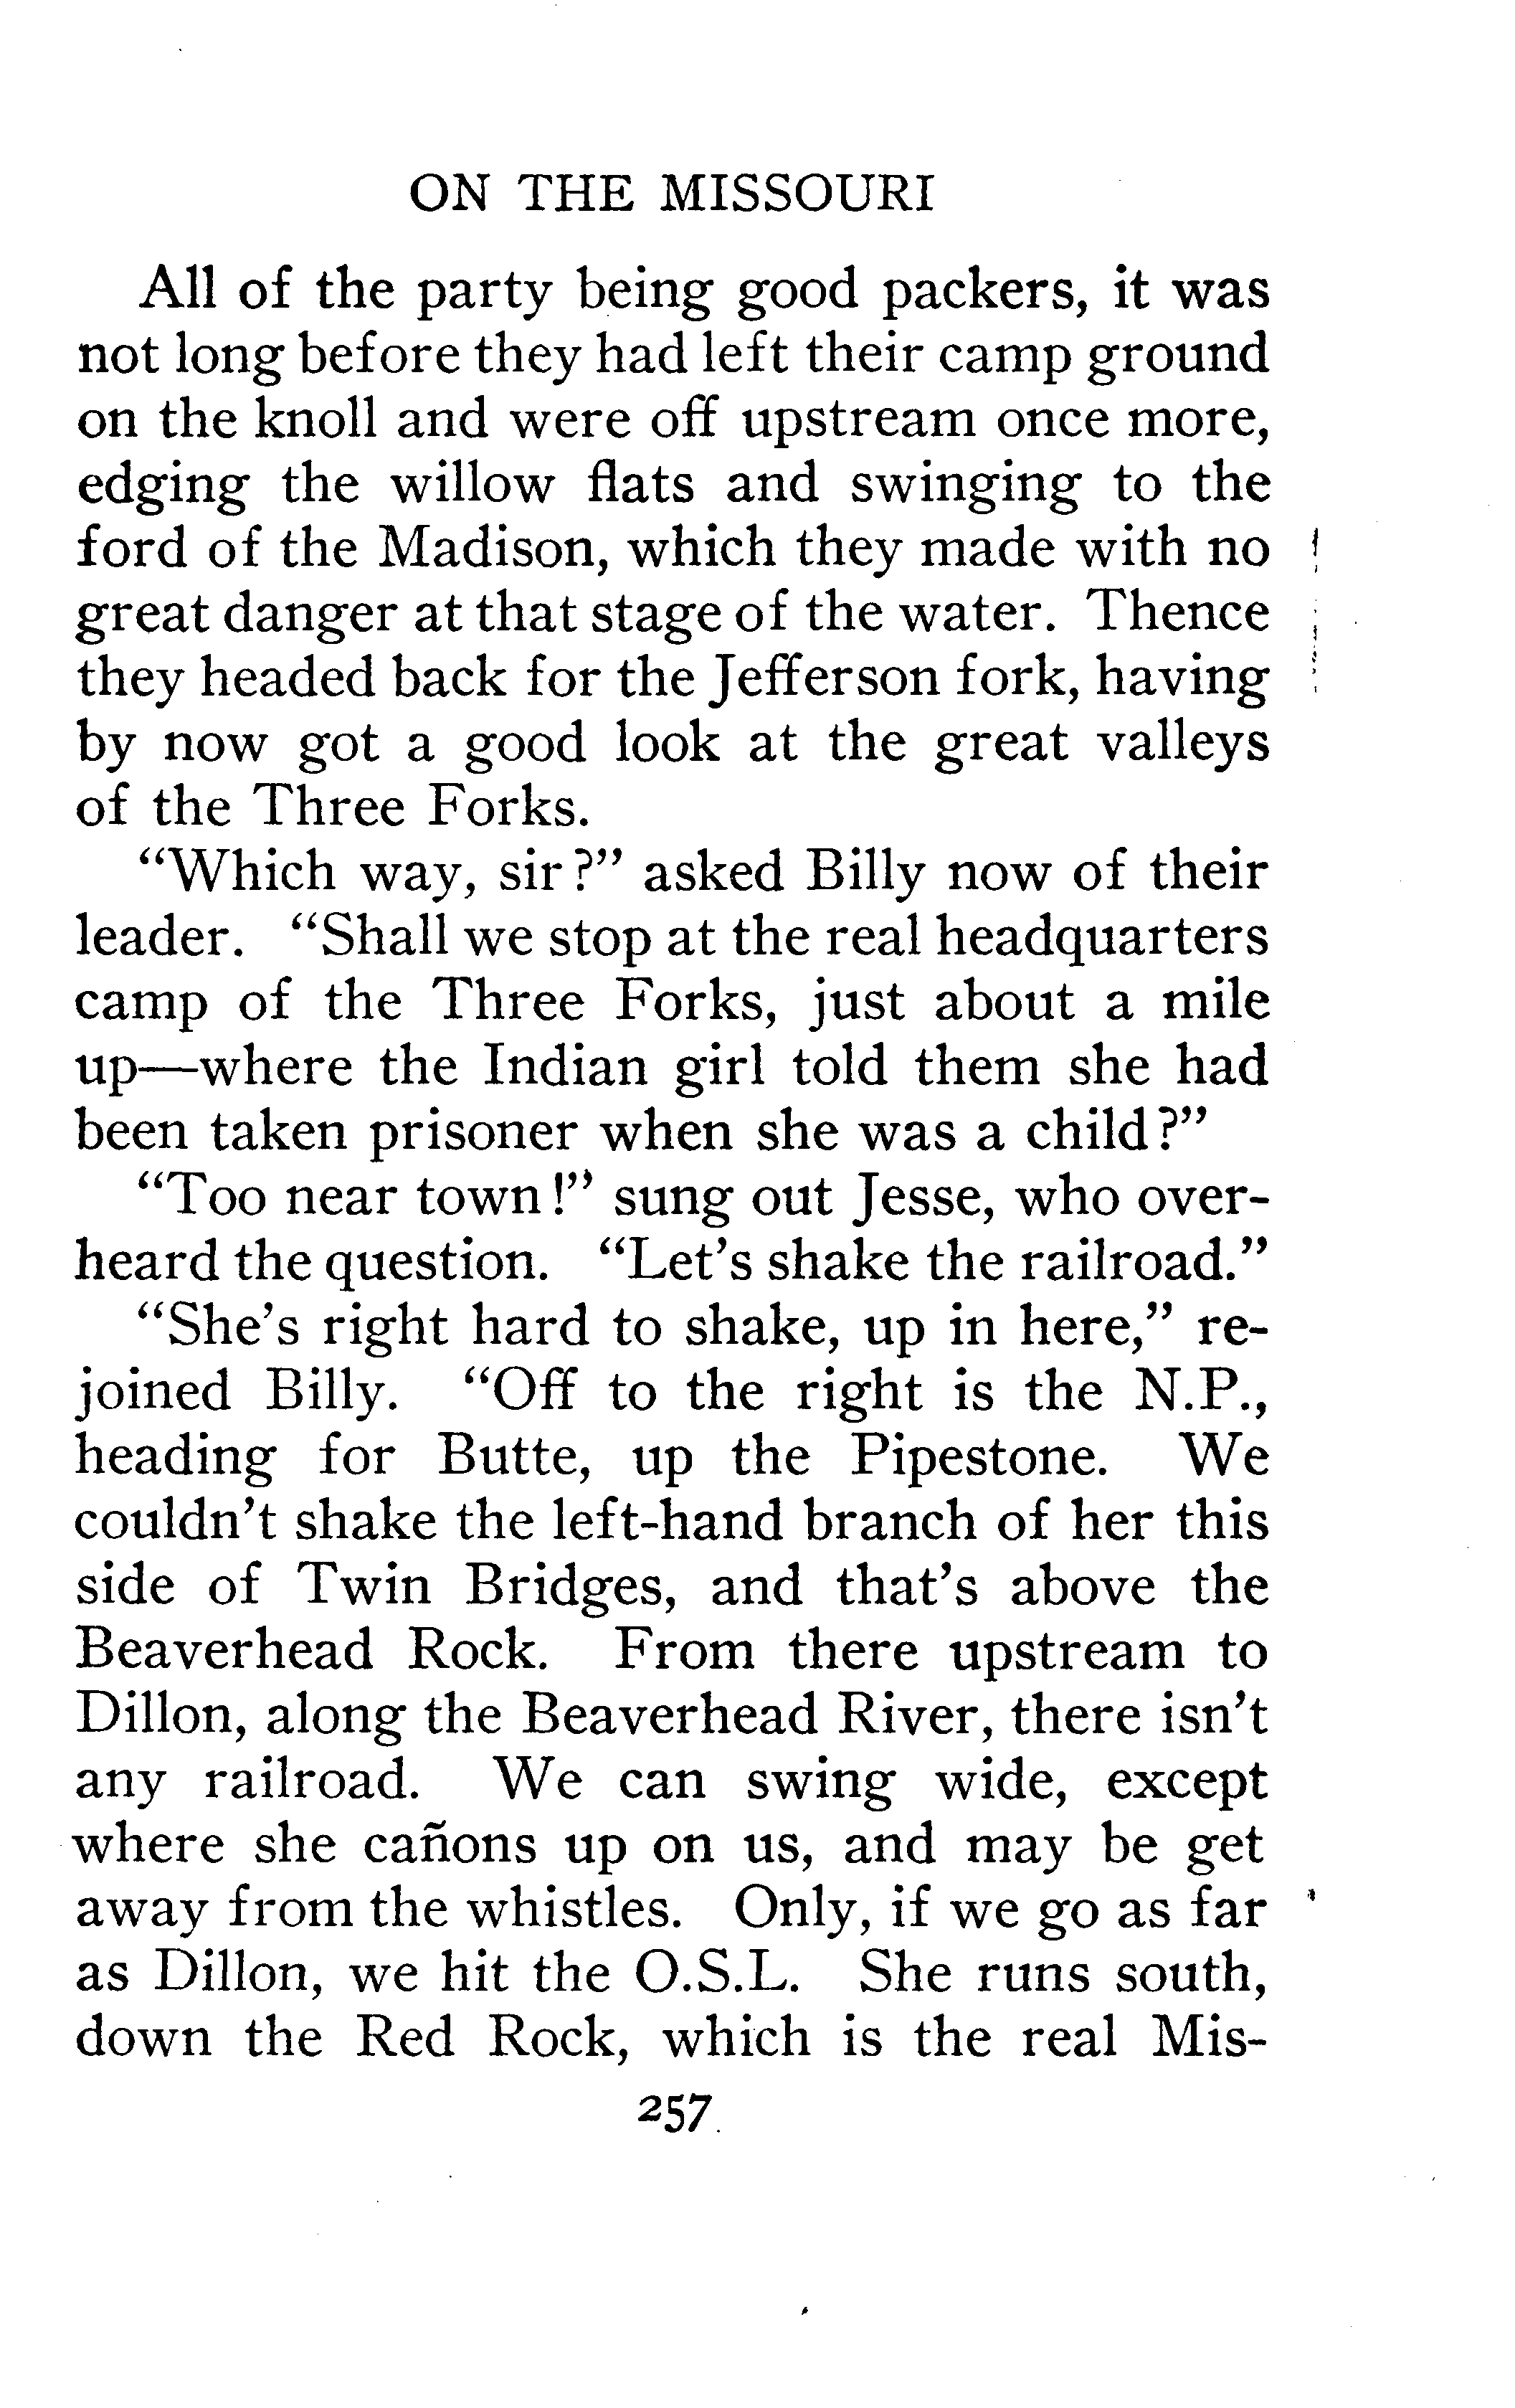 ON THE MISSOURI
All of the party being good packers, it was
not long before they had left their camp ground
on the knoll and were off upstream once more,
edging the willow flats and swinging to the
ford of the Madison, which they made with no
great danger at that stage of the water. Thence
they headed back for the Jefferson fork, having
by now got a good look at the great valleys
of the Three Forks.
“Which way, sir?” asked Billy now of their
leader. “Shall we stop at the real headquarters
camp of the Three Forks, just about a mile
up—where the Indian girl told them she had
been taken prisoner when she was a child?”
“Too near town!” sung out Jesse, who over-
heard the question. “Let’s shake the railroad.”
“She’s right hard to shake, up in here,” re-
joined Billy. “Off to the right is the N.P.,
heading for Butte, up the Pipestone. We
couldn’t shake the left-hand branch of her this
side of Twin Bridges, and that’s above the
Beaverhead Rock. From there upstream to
Dillon, along the Beaverhead River, there isn’t
any railroad. We can swing wide, except
where she cañons up on us, and may be get
away from the whistles. Only, if we go as far
as Dillon, we hit the O.S.L. She runs south,
down the Red Rock, which is the real Mis-
257